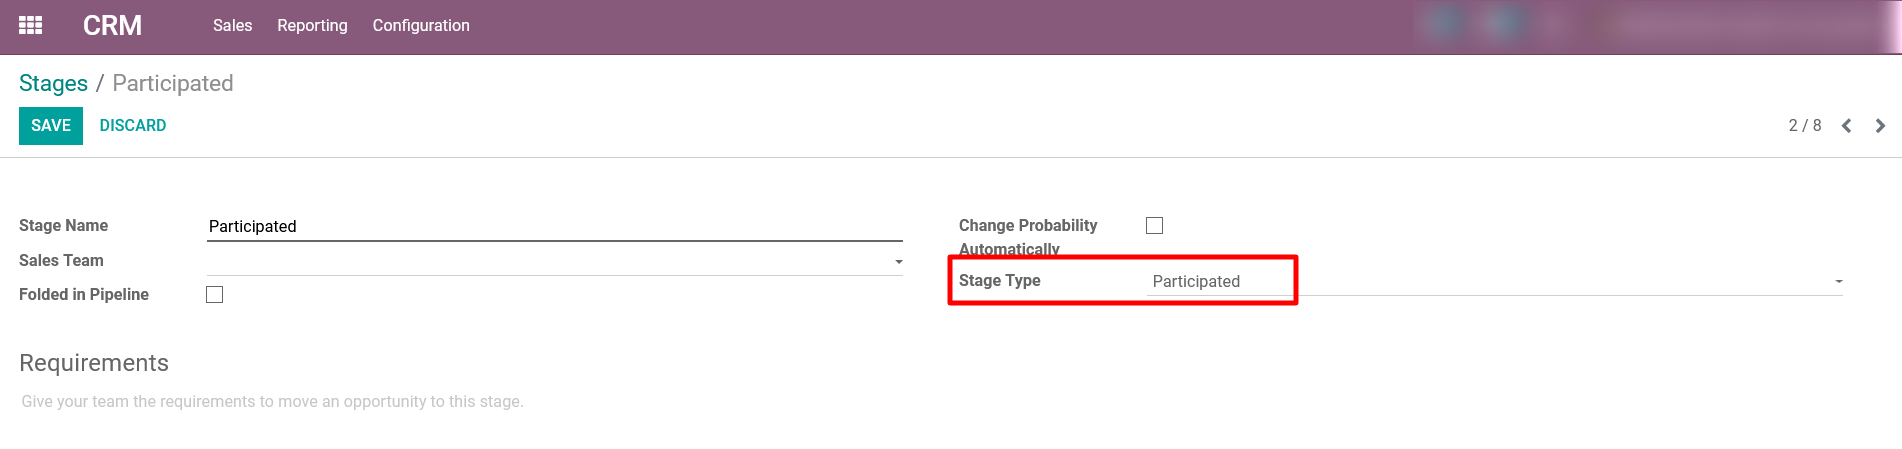 CRM Sales Reporting Configuration
Stages / Participated
SAVE DISCARD
2 / 8
Stage Name Participated
Sales Team
Folded in Pipeline
Change Probability
Automatically
Stage Type Participated
Requirements
Give your team the requirements to move an opportunity to this stage.